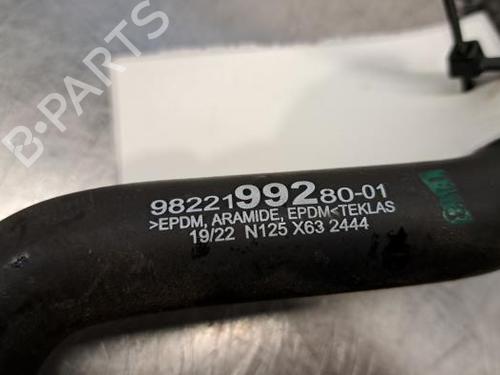 B-PARTS
9822199280-01
>EPDM, ARAMIDE, EPDM<TEKLAS
19/22 N125 X63 2444